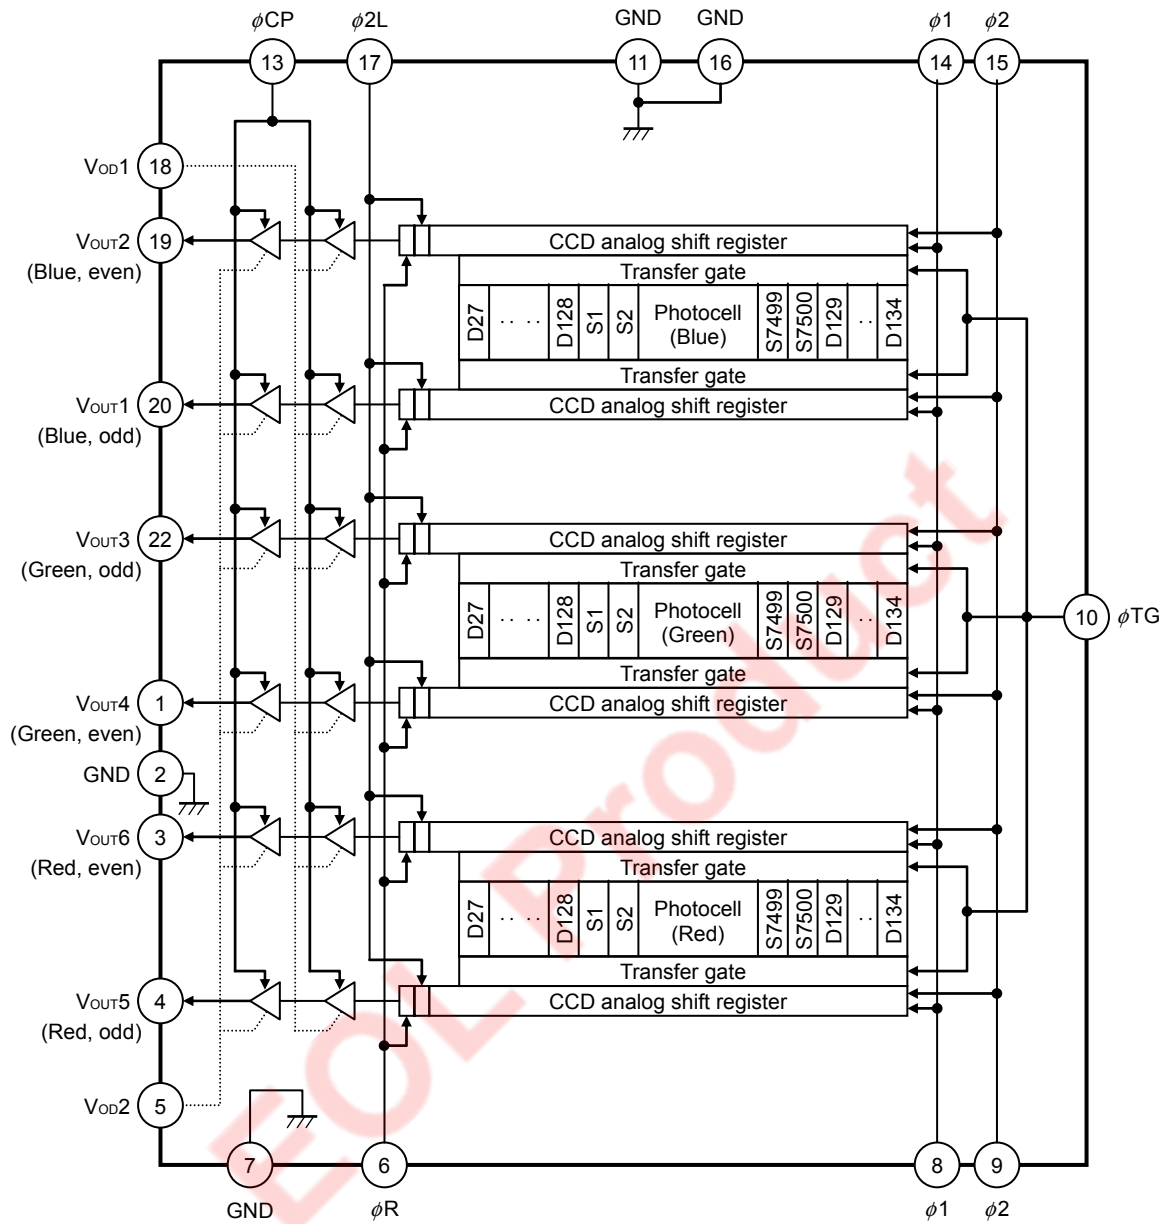 φCP φ2L GND GND φ1 φ2
13 17 11 16 14 15
VOD1 18
VOUT2 19
(Blue, even)
CCD analog shift register
Transfer gate
D27 ·· ·· D128 S1 S2 Photocell (Blue) S7499 S7500 D129 ·· D134
Transfer gate
VOUT1 20
(Blue, odd)
CCD analog shift register
VOUT3 22
(Green, odd)
CCD analog shift register
Transfer gate
D27 ·· ·· D128 S1 S2 Photocell (Green) S7499 S7500 D129 ·· D134
10 φTG
Transfer gate
VOUT4 1
(Green, even)
CCD analog shift register
GND 2
VOUT6 3
(Red, even)
CCD analog shift register
Transfer gate
D27 ·· ·· D128 S1 S2 Photocell (Red) S7499 S7500 D129 ·· D134
Transfer gate
VOUT5 4
(Red, odd)
CCD analog shift register
VOD2 5
7 6 8 9
GND φR φ1 φ2
EOL Product